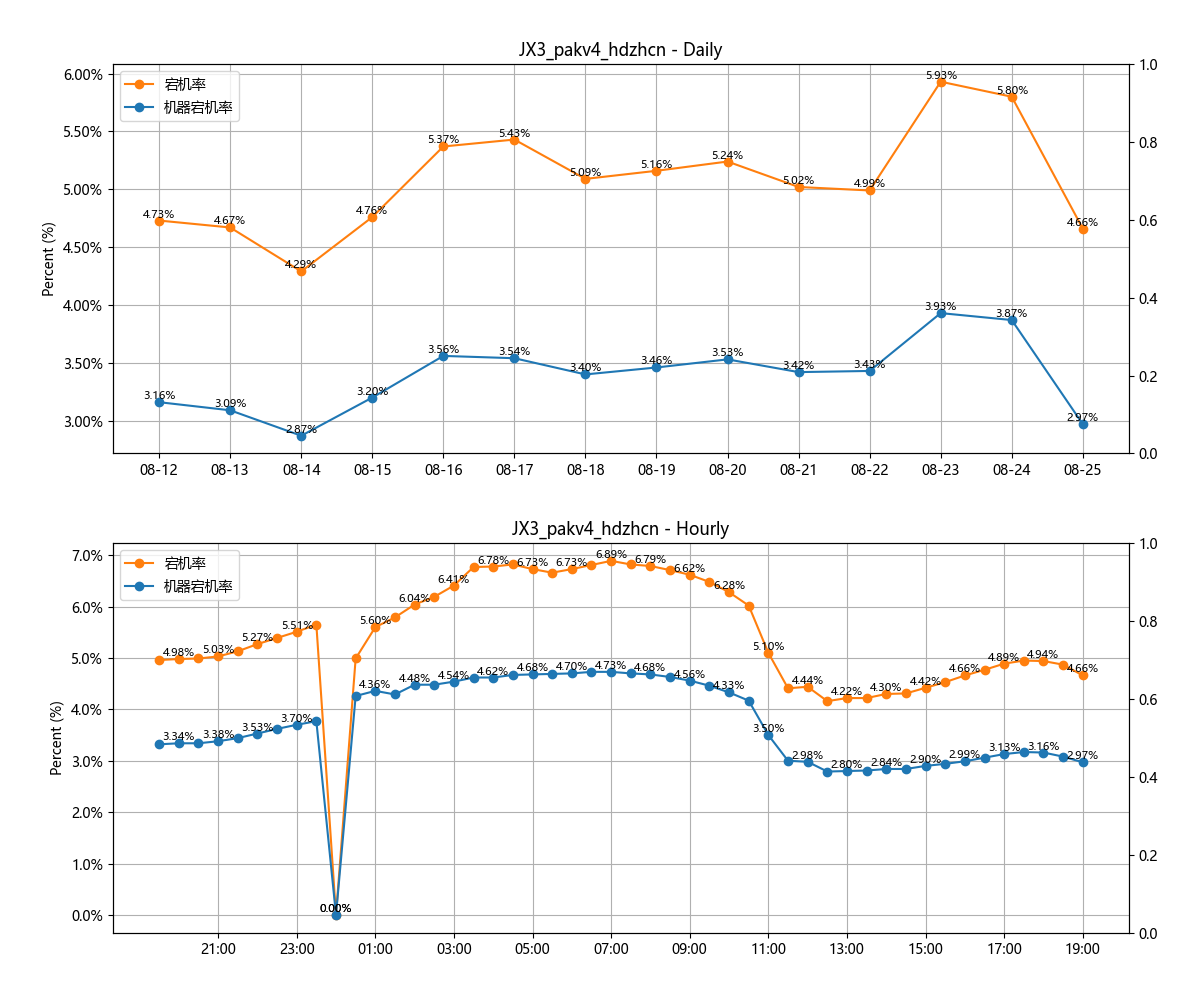 JX3_pakv4_hdzhcn - Daily
宕机率
机器宕机率
Percent (%)
6.00%
5.50%
5.00%
4.50%
4.00%
3.50%
3.00%
1.0
0.8
0.6
0.4
0.2
0.0
4.73% 4.67% 4.29% 4.76% 5.37% 5.43% 5.09% 5.16% 5.24% 5.02% 4.99% 5.93% 5.80% 4.66%
3.16% 3.09% 2.87% 3.20% 3.56% 3.54% 3.40% 3.46% 3.53% 3.42% 3.43% 3.93% 3.87% 2.97%
08-12 08-13 08-14 08-15 08-16 08-17 08-18 08-19 08-20 08-21 08-22 08-23 08-24 08-25
JX3_pakv4_hdzhcn - Hourly
宕机率
机器宕机率
Percent (%)
7.0%
6.0%
5.0%
4.0%
3.0%
2.0%
1.0%
0.0%
1.0
0.8
0.6
0.4
0.2
0.0
4.98% 5.03% 5.27% 5.51% 0.00% 5.60% 6.04% 6.41% 6.78% 6.73% 6.73% 6.89% 6.79% 6.62% 6.28% 5.10% 4.44% 4.22% 4.30% 4.42% 4.66% 4.89% 4.94% 4.66%
3.34% 3.38% 3.53% 3.70% 0.00% 4.36% 4.48% 4.54% 4.62% 4.68% 4.70% 4.73% 4.68% 4.56% 4.33% 3.50% 2.98% 2.80% 2.84% 2.90% 2.99% 3.13% 3.16% 2.97%
21:00 23:00 01:00 03:00 05:00 07:00 09:00 11:00 13:00 15:00 17:00 19:00